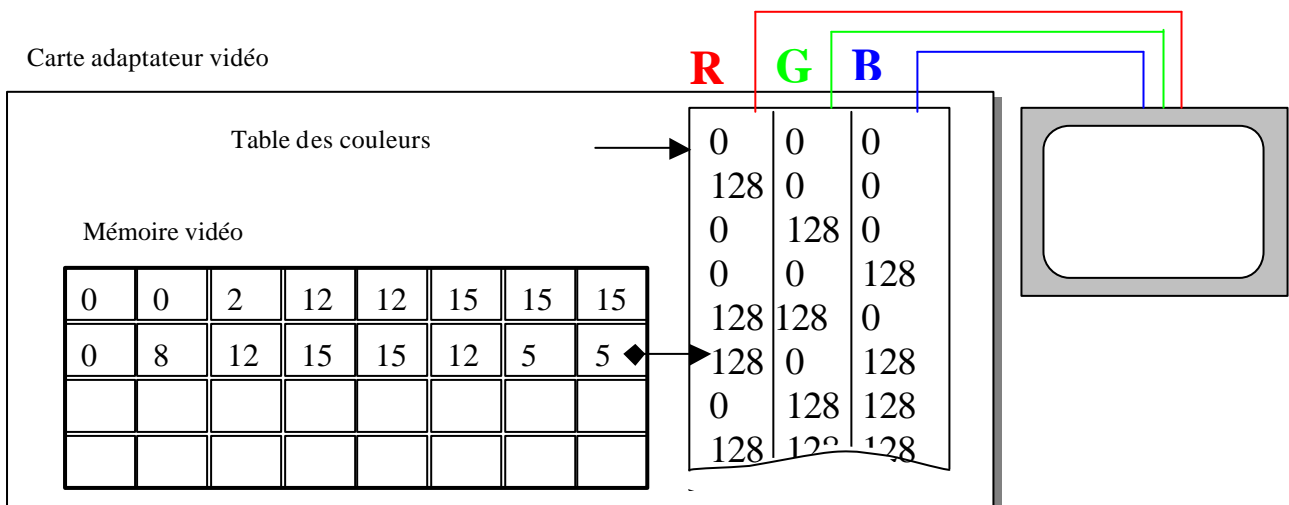 Carte adaptateur vidéo
R G B
Table des couleurs
0 0 0
128 0 0
0 128 0
0 0 128
128 128 0
128 0 128
0 128 128
128 128 128
Mémoire vidéo
0 0 2 12 12 15 15 15
0 8 12 15 15 12 5 5